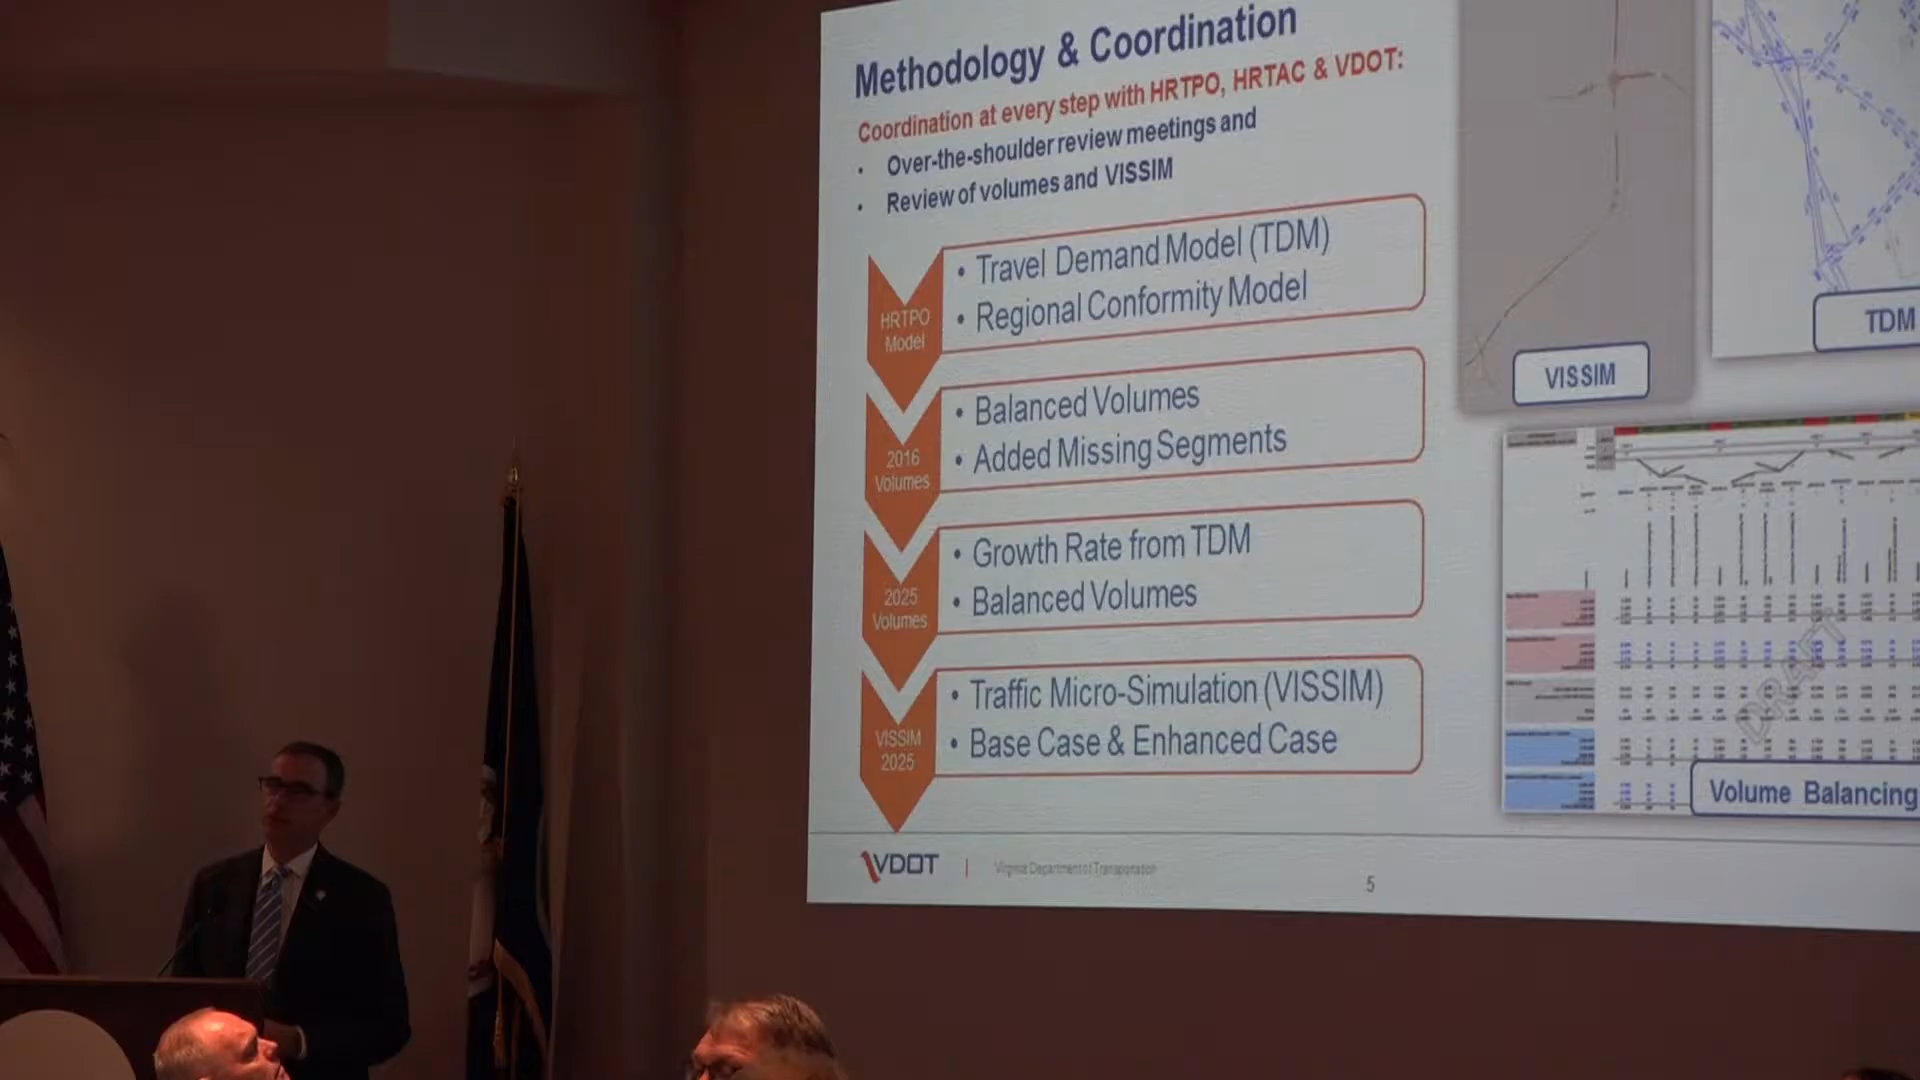 Methodology & Coordination
Coordination at every step with HRTPO, HRTAC & VDOT:
• Over-the-shoulder review meetings and
• Review of volumes and VISSIM
HRTPO
Model
• Travel Demand Model (TDM)
• Regional Conformity Model
2016
Volumes
• Balanced Volumes
• Added Missing Segments
2025
Volumes
• Growth Rate from TDM
• Balanced Volumes
VISSIM
2025
• Traffic Micro-Simulation (VISSIM)
• Base Case & Enhanced Case
VISSIM
TDM
DRAFT
Volume Balancing
VDOT
Virginia Department of Transportation
5